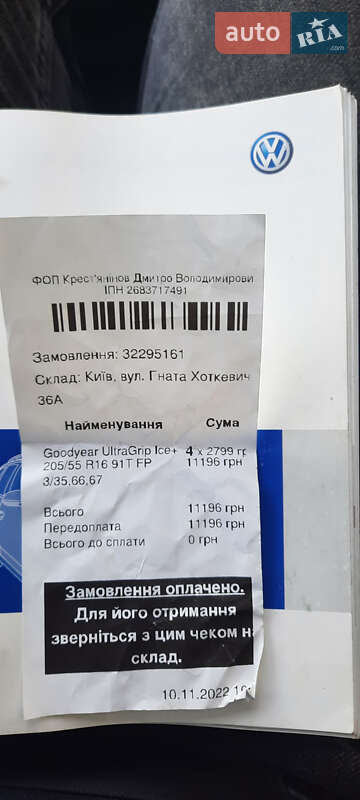 auto RIA.com
ФОП Крест'янінов Дмитро Володимирови
ІПН 2683717491
Замовлення: 32295161
Склад: Київ, вул. Гната Хоткевич
36А
Найменування Сума
Goodyear UltraGrip Ice+ 4 x 2799 гр
205/55 R16 91T FP 11196 грн
3/35,66,67
Всього 11196 грн
Передоплата 11196 грн
Всього до сплати 0 грн
Замовлення оплачено.
Для його отримання
зверніться з цим чеком н
склад.
10.11.2022